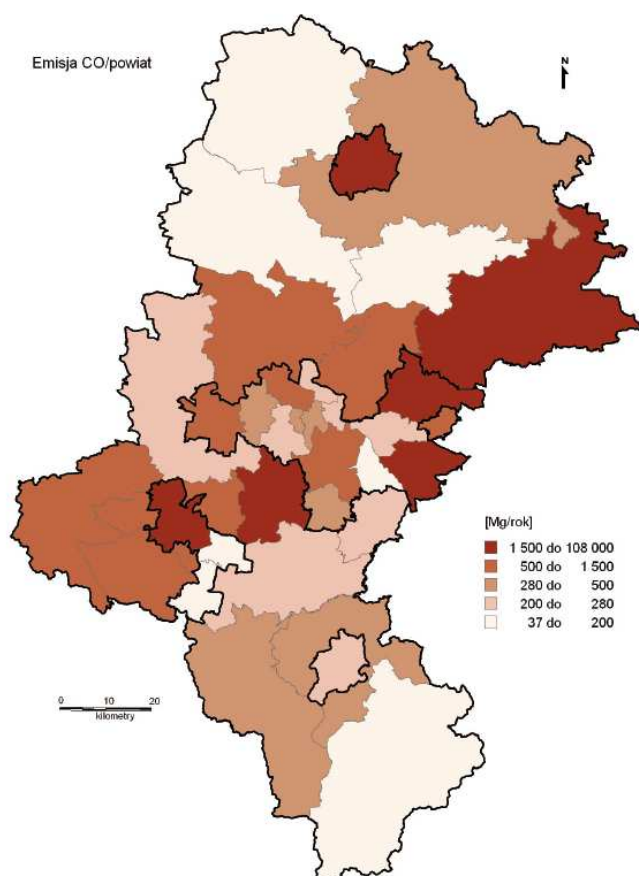 Emisja CO/powiat
N
[Mg/rok]
1 500 do 108 000
500 do 1 500
280 do 500
200 do 280
37 do 200
0 10 20
kilometry